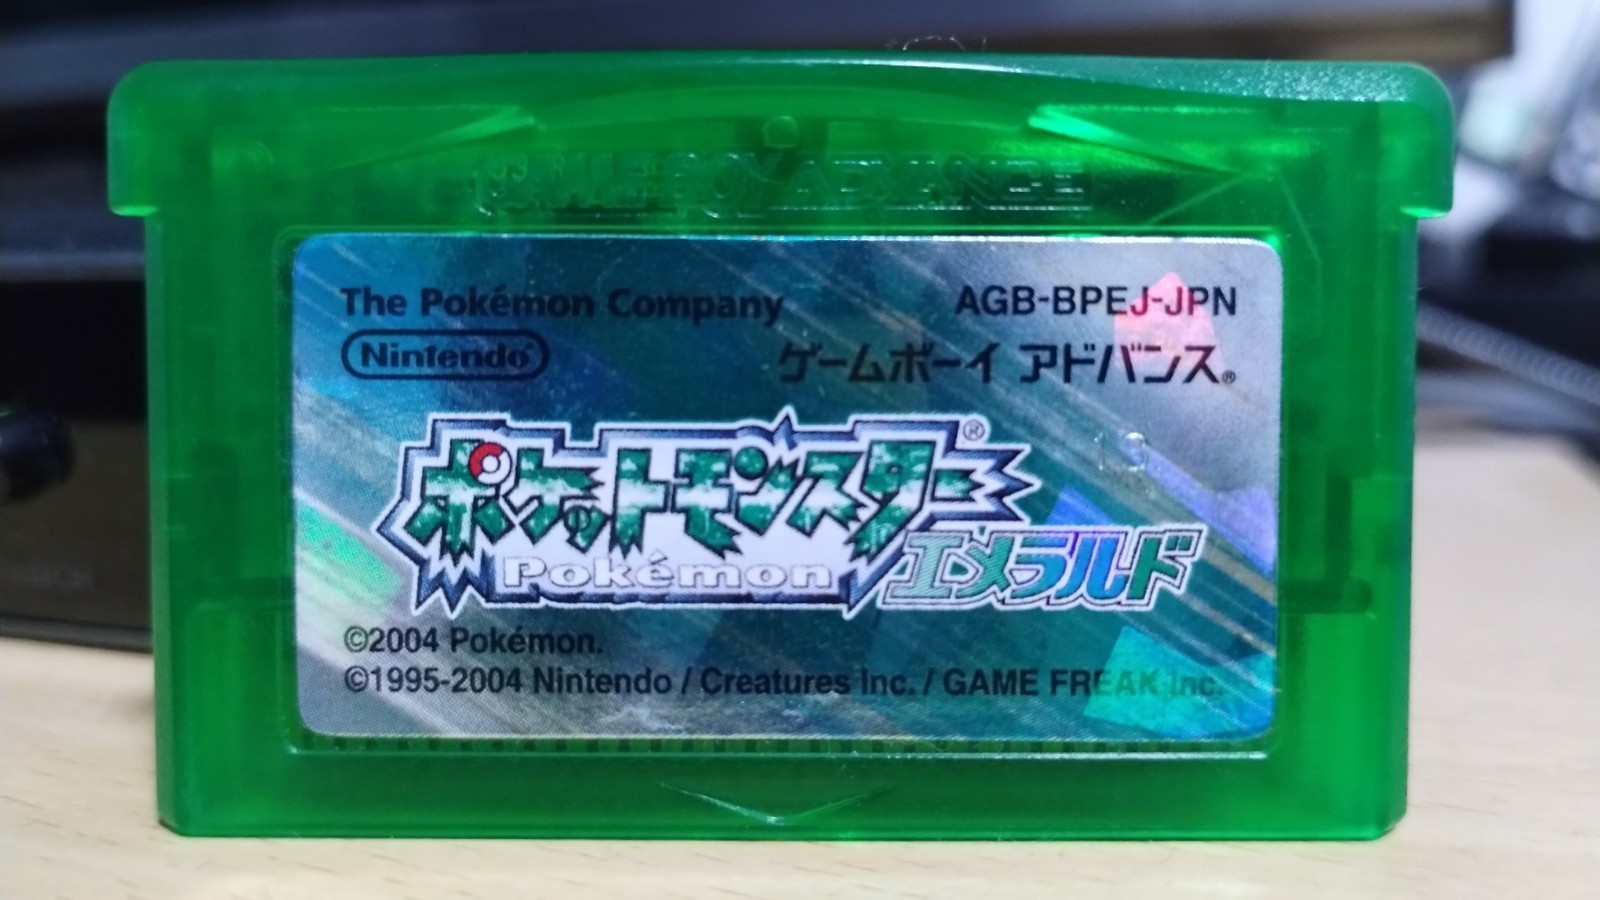 GAME BOY ADVANCE
The Pokémon Company
AGB-BPEJ-JPN
Nintendo®
ゲームボーイ アドバンス®
ポケットモンスター®
Pokémon
エメラルド
©2004 Pokémon.
©1995-2004 Nintendo / Creatures Inc. / GAME FREAK inc.